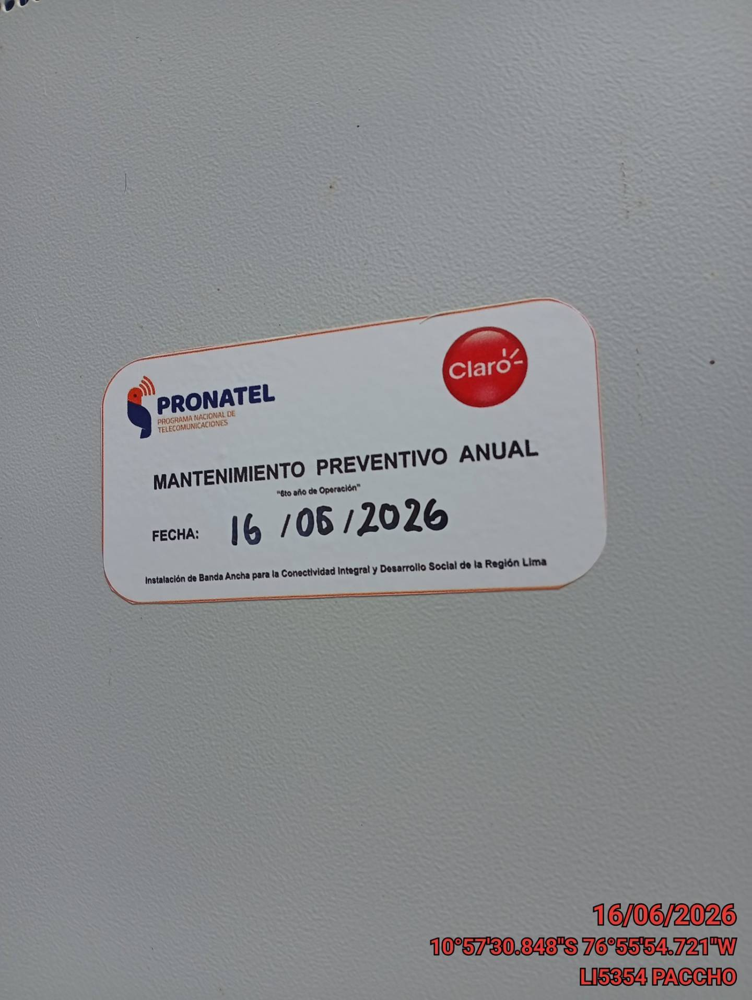 PRONATEL
PROGRAMA NACIONAL DE
TELECOMUNICACIONES
Claro
MANTENIMIENTO PREVENTIVO ANUAL
"6to año de Operación"
FECHA: 16 / 06 / 2026
Instalación de Banda Ancha para la Conectividad Integral y Desarrollo Social de la Región Lima
16/06/2026
10°57'30.848"S 76°55'54.721"W
LI5354 PACCHO